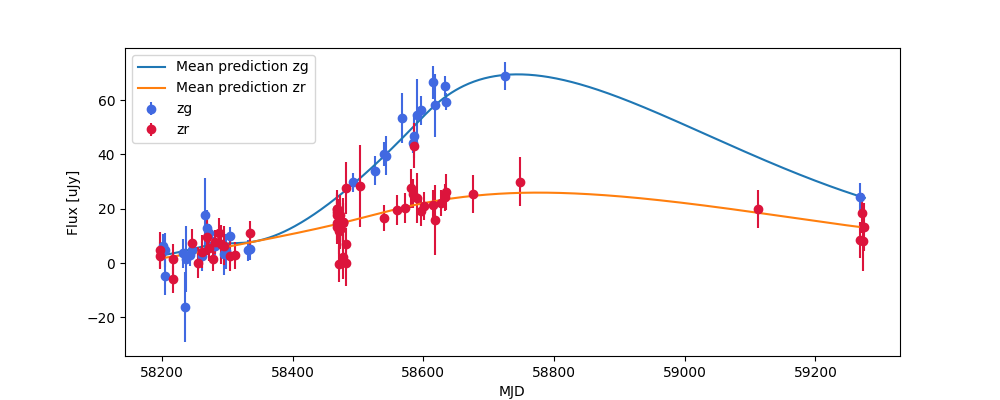 Mean prediction zg
Mean prediction zr
zg
zr
Flux [uJy]
60
40
20
0
−20
58200
58400
58600
58800
59000
59200
MJD